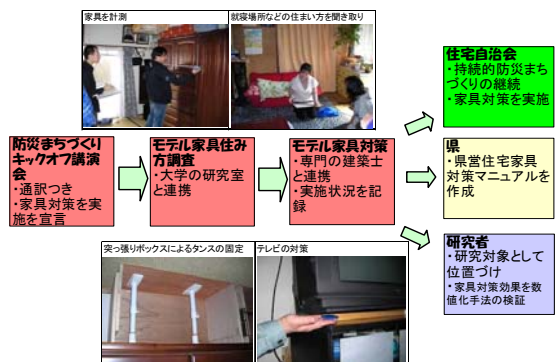 家具を計測
就寝場所などの住まい方を聞き取り
防災まちづくり
キックオフ講演
会
・通訳つき
・家具対策を実
施を宣言
モデル家具住み
方調査
・大学の研究室
と連携
モデル家具対策
・専門の建築士
と連携
・実施状況を記
録
住宅自治会
・持続的防災まち
づくりの継続
・家具対策を実施
県
・県営住宅家具
対策マニュアルを
作成
研究者
・研究対象として
位置づけ
・家具対策効果を数
値化手法の検証
突っ張りボックスによるタンスの固定
テレビの対策